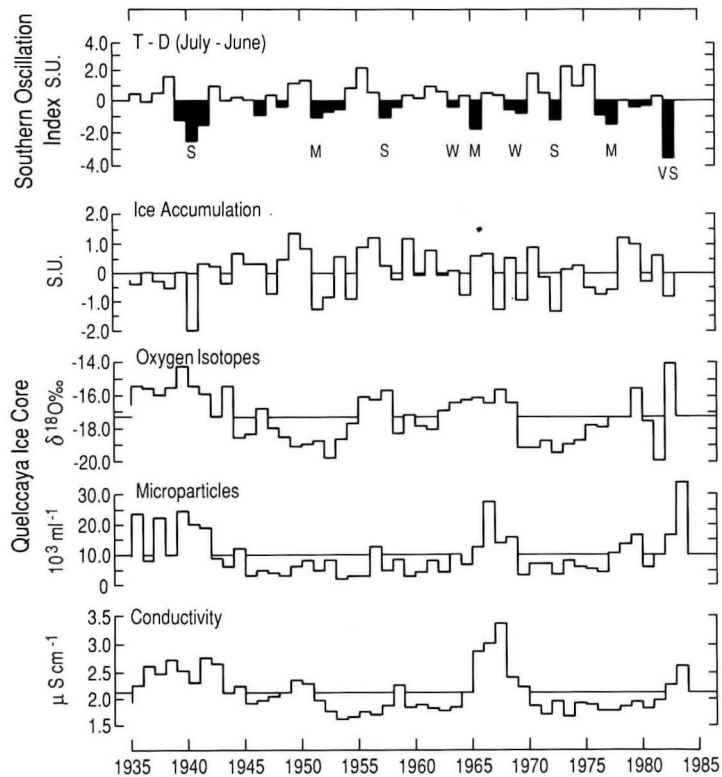 T - D (July - June)
Southern Oscillation
Index S.U.
4.0
2.0
0
-2.0
-4.0
S M S W M W S M VS
Ice Accumulation
S.U.
2.0
1.0
0
-1.0
-2.0
Quelccaya Ice Core
Oxygen Isotopes
δ¹⁸O‰
-14.0
-16.0
-18.0
-20.0
Microparticles
10³ ml⁻¹
30.0
20.0
10.0
0
Conductivity
μ S cm⁻¹
3.5
3.0
2.5
2.0
1.5
1935 1940 1945 1950 1955 1960 1965 1970 1975 1980 1985